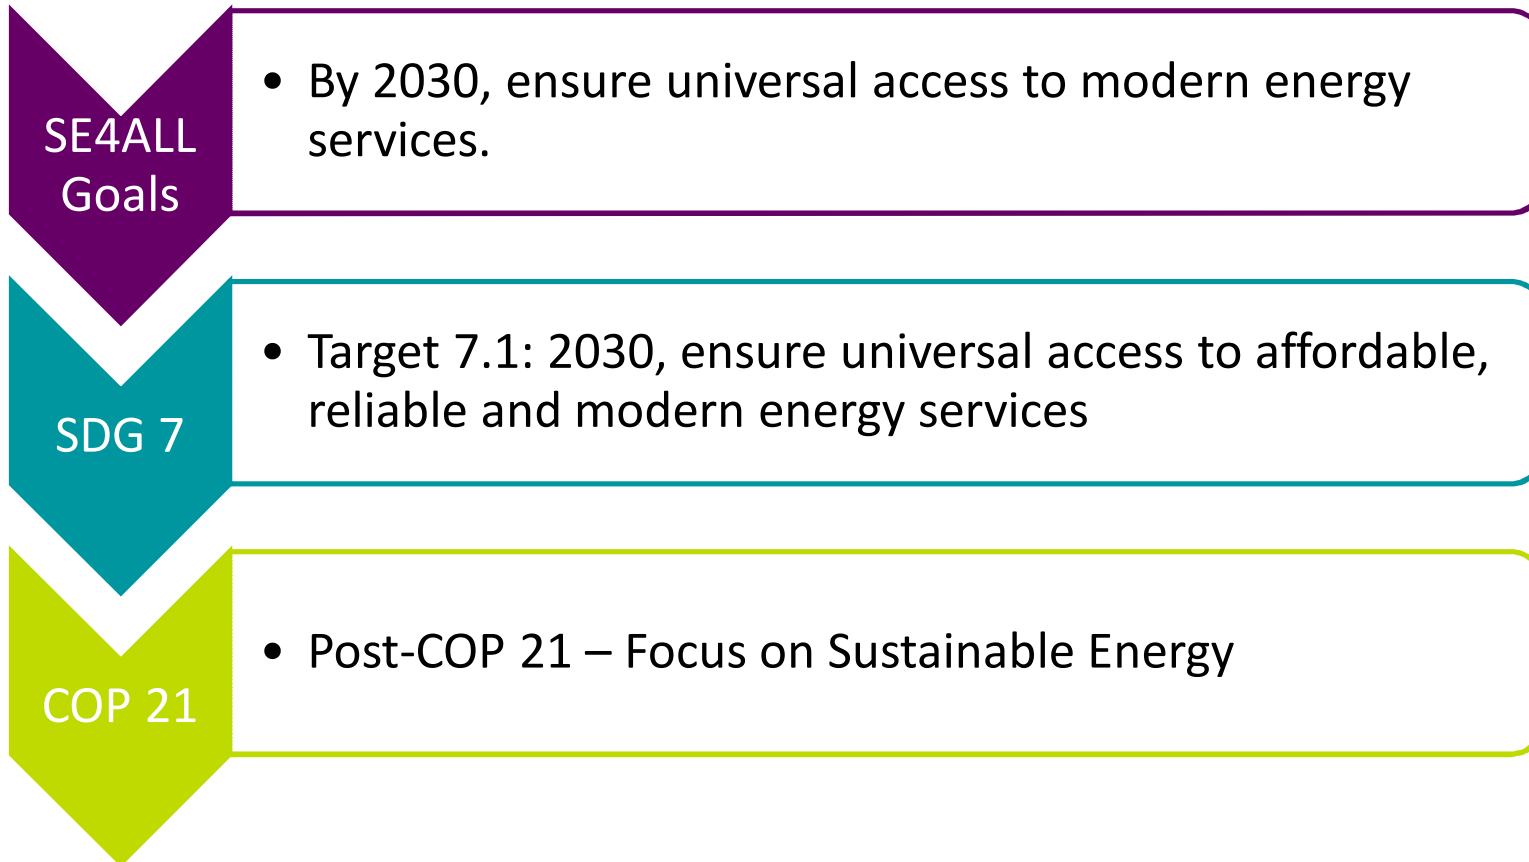 SE4ALL
Goals
• By 2030, ensure universal access to modern energy
services.
SDG 7
• Target 7.1: 2030, ensure universal access to affordable,
reliable and modern energy services
COP 21
• Post-COP 21 – Focus on Sustainable Energy